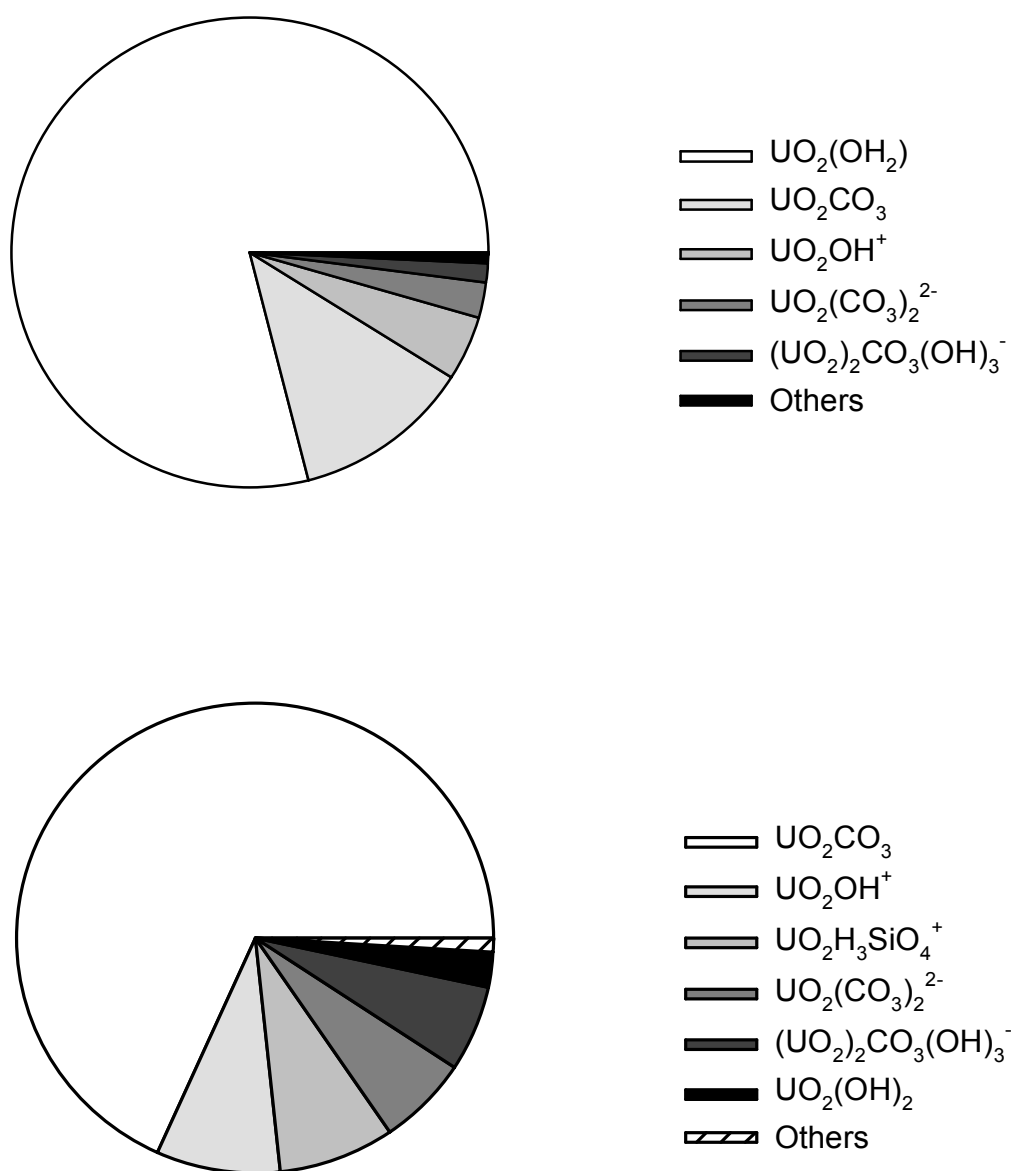 UO₂(OH₂)
UO₂CO₃
UO₂OH⁺
UO₂(CO₃)₂²⁻
(UO₂)₂CO₃(OH)₃⁻
Others
UO₂CO₃
UO₂OH⁺
UO₂H₃SiO₄⁺
UO₂(CO₃)₂²⁻
(UO₂)₂CO₃(OH)₃⁻
UO₂(OH)₂
Others